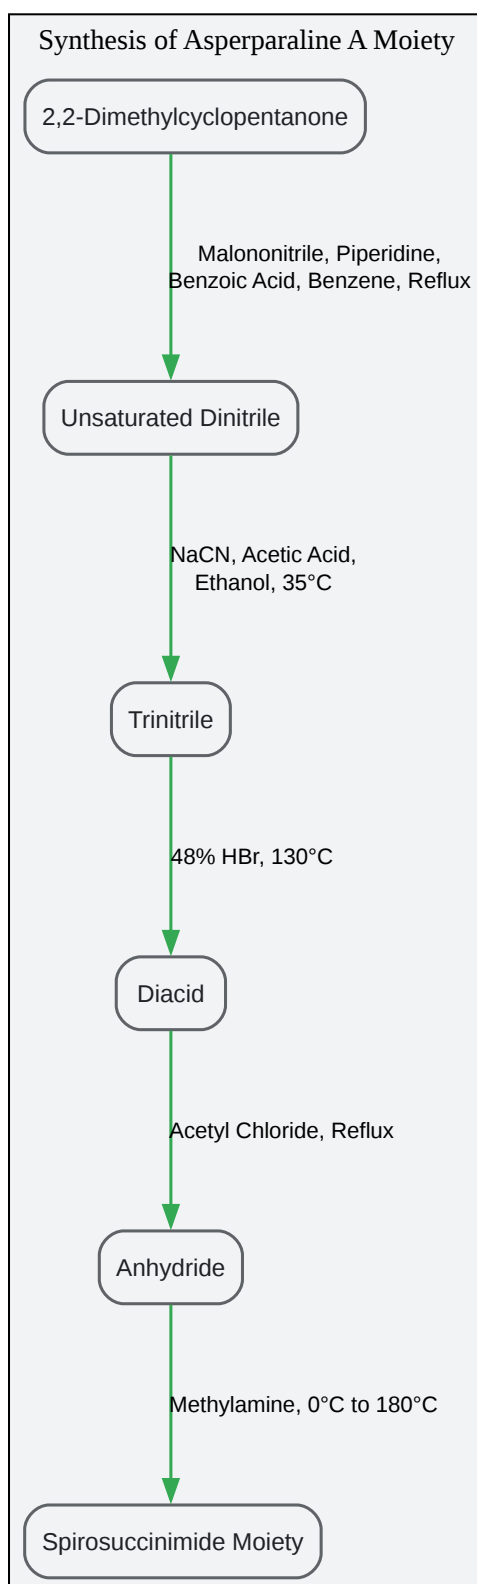 Synthesis of Asperparaline A Moiety
2,2-Dimethylcyclopentanone
Malononitrile, Piperidine,
Benzoic Acid, Benzene, Reflux
Unsaturated Dinitrile
NaCN, Acetic Acid,
Ethanol, 35°C
Trinitrile
48% HBr, 130°C
Diacid
Acetyl Chloride, Reflux
Anhydride
Methylamine, 0°C to 180°C
Spirosuccinimide Moiety